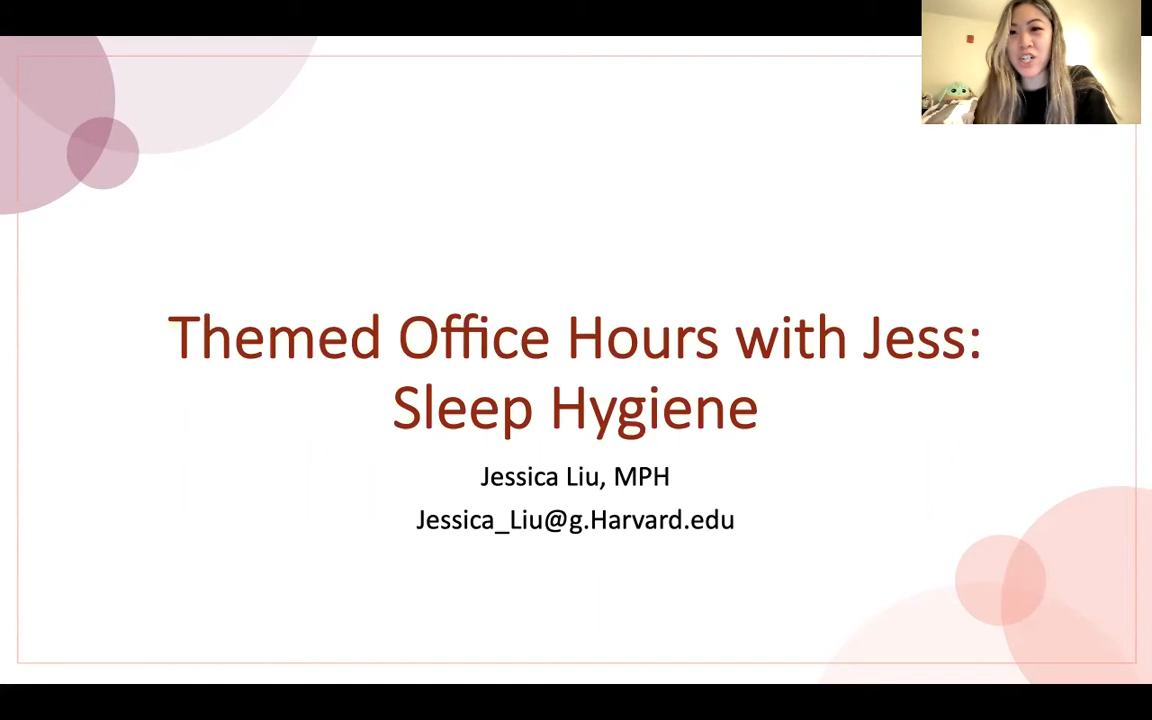 Themed Office Hours with Jess:
Sleep Hygiene
Jessica Liu, MPH
Jessica_Liu@g.Harvard.edu